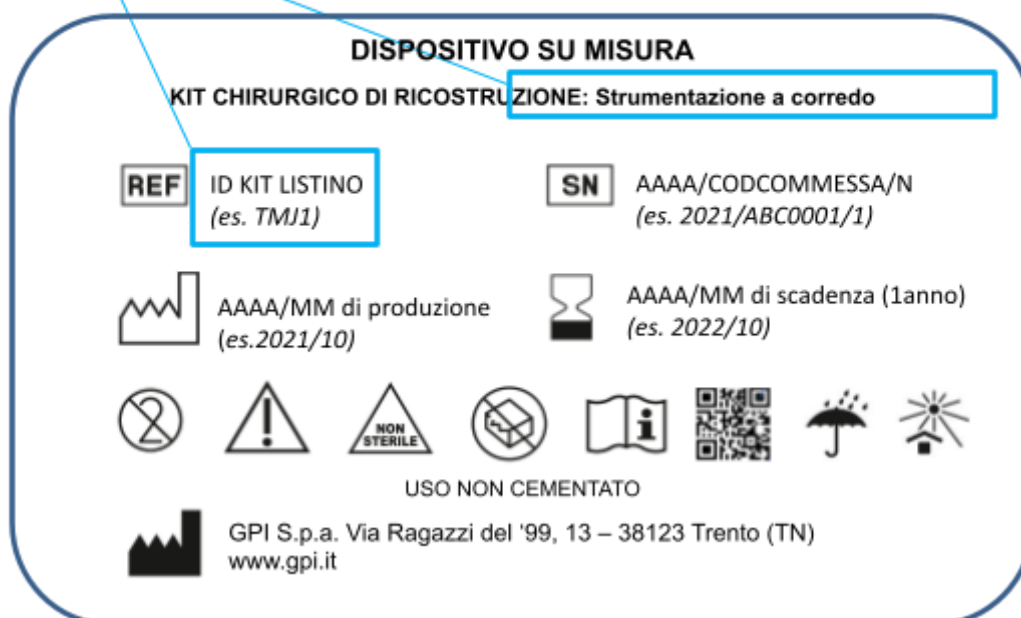 DISPOSITIVO SU MISURA
KIT CHIRURGICO DI RICOSTRUZIONE: Strumentazione a corredo
REF ID KIT LISTINO
(es. TMJ1)
SN AAAA/CODCOMMESSA/N
(es. 2021/ABC0001/1)
AAAA/MM di produzione
(es.2021/10)
AAAA/MM di scadenza (1anno)
(es. 2022/10)
2
NON
STERILE
i
USO NON CEMENTATO
GPI S.p.a. Via Ragazzi del '99, 13 – 38123 Trento (TN)
www.gpi.it